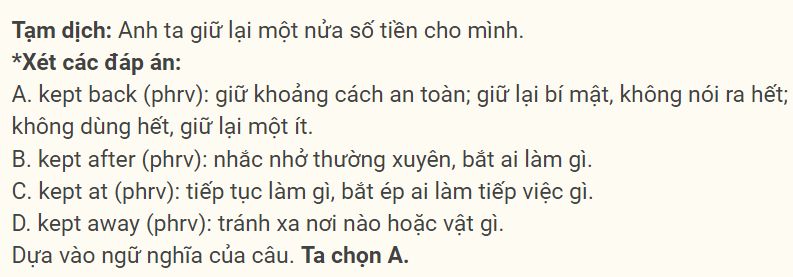 Tạm dịch: Anh ta giữ lại một nửa số tiền cho mình.
*Xét các đáp án:
A. kept back (phrv): giữ khoảng cách an toàn; giữ lại bí mật, không nói ra hết;
không dùng hết, giữ lại một ít.
B. kept after (phrv): nhắc nhở thường xuyên, bắt ai làm gì.
C. kept at (phrv): tiếp tục làm gì, bắt ép ai làm tiếp việc gì.
D. kept away (phrv): tránh xa nơi nào hoặc vật gì.
Dựa vào ngữ nghĩa của câu. Ta chọn A.